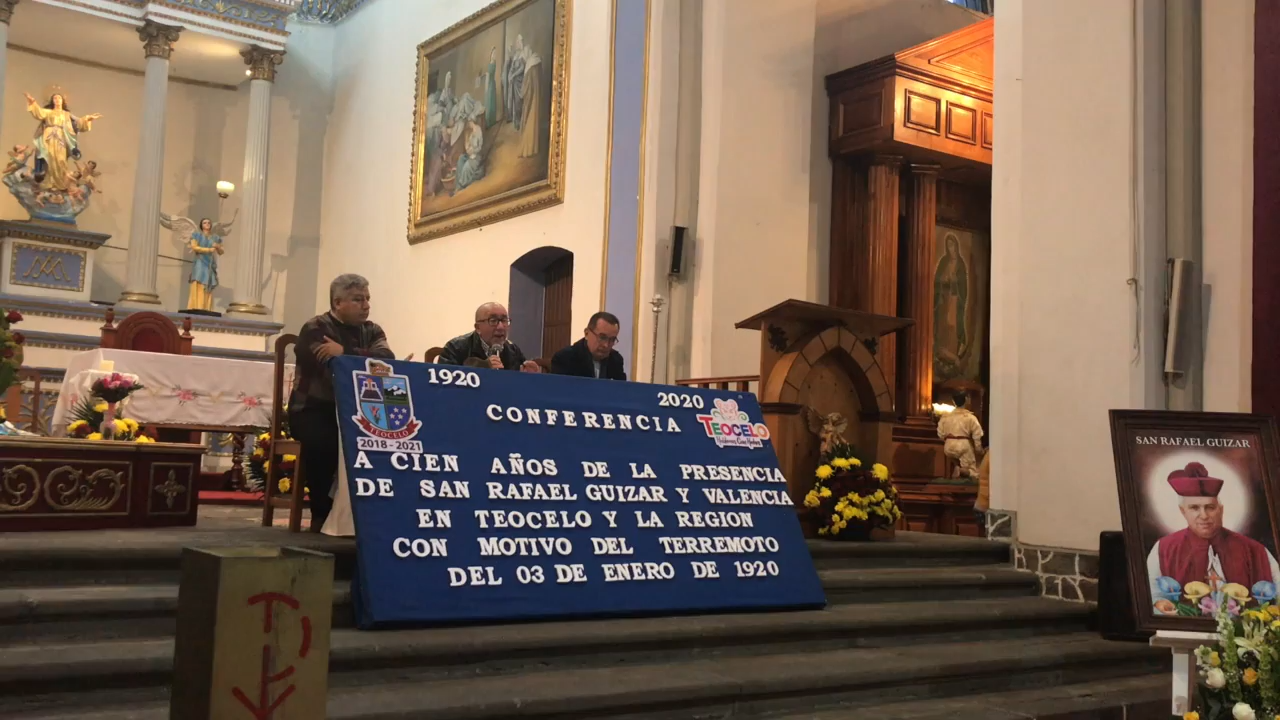 1920
2020
CONFERENCIA
TEOCELO
2018 - 2021
TEOCELO
A CIEN AÑOS DE LA PRESENCIA
DE SAN RAFAEL GUIZAR Y VALENCIA
EN TEOCELO Y LA REGION
CON MOTIVO DEL TERREMOTO
DEL 03 DE ENERO DE 1920
SAN RAFAEL GUIZAR